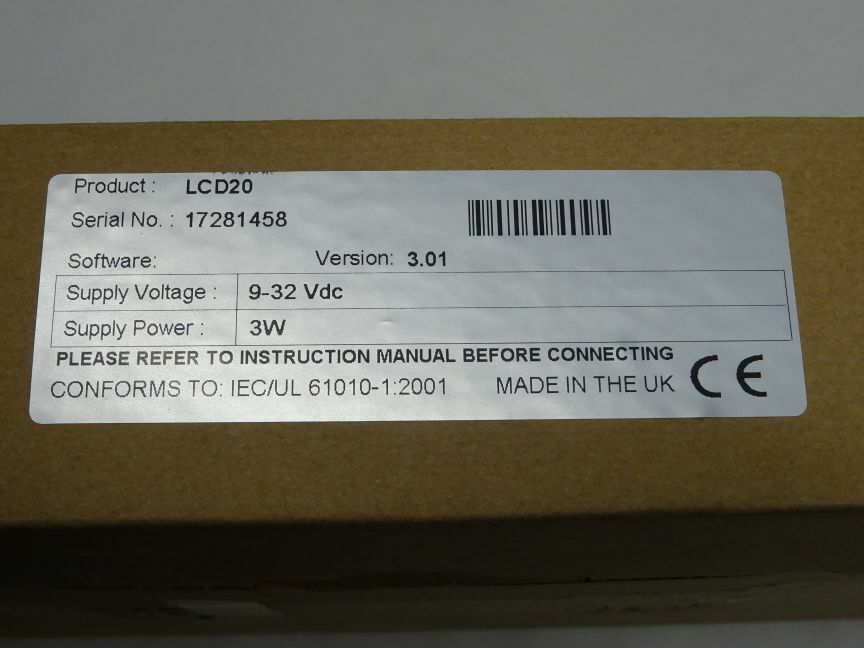 Product : LCD20
Serial No. : 17281458
Software: Version: 3.01
Supply Voltage : 9-32 Vdc
Supply Power : 3W
PLEASE REFER TO INSTRUCTION MANUAL BEFORE CONNECTING
CONFORMS TO: IEC/UL 61010-1:2001 MADE IN THE UK CE